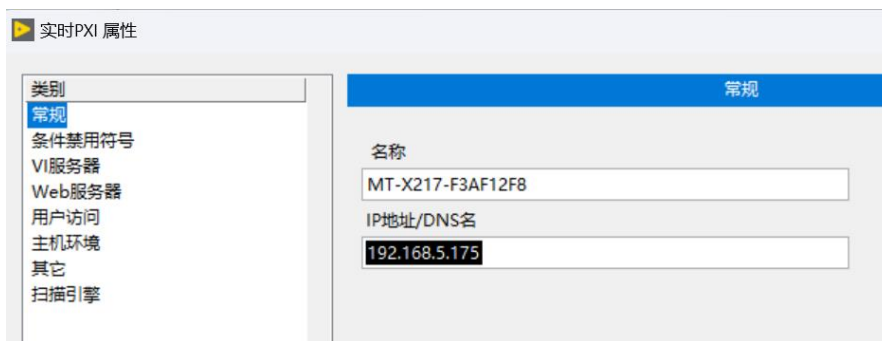 实时PXI 属性
类别
常规
条件禁用符号
VI服务器
Web服务器
用户访问
主机环境
其它
扫描引擎
常规
名称
MT-X217-F3AF12F8
IP地址/DNS名
192.168.5.175